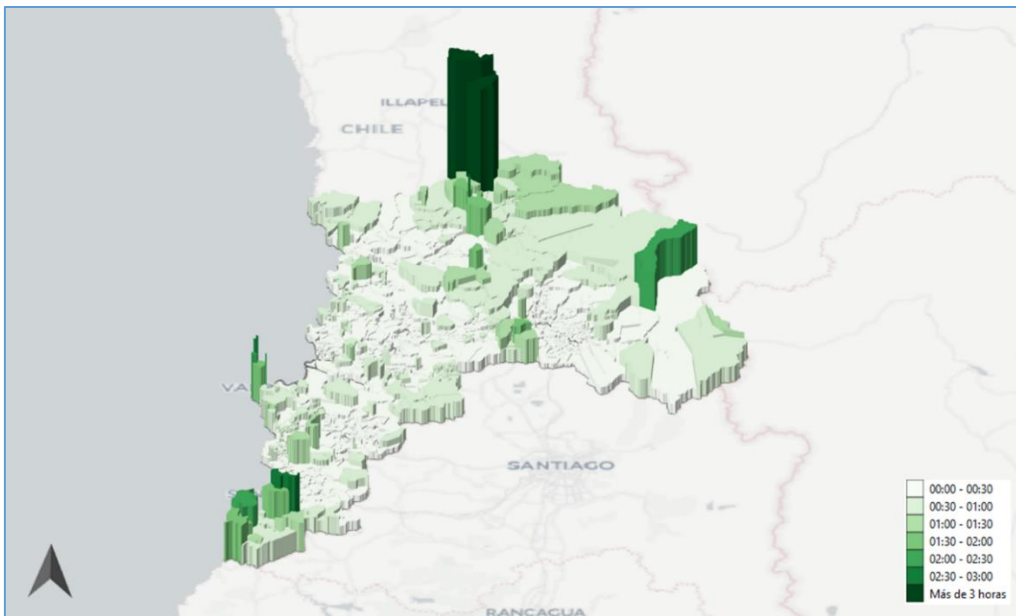 ILLAPEL
CHILE
VA
SANTIAGO
00:00 - 00:30
00:30 - 01:00
01:00 - 01:30
01:30 - 02:00
02:00 - 02:30
02:30 - 03:00
Más de 3 horas
RANCAGUA